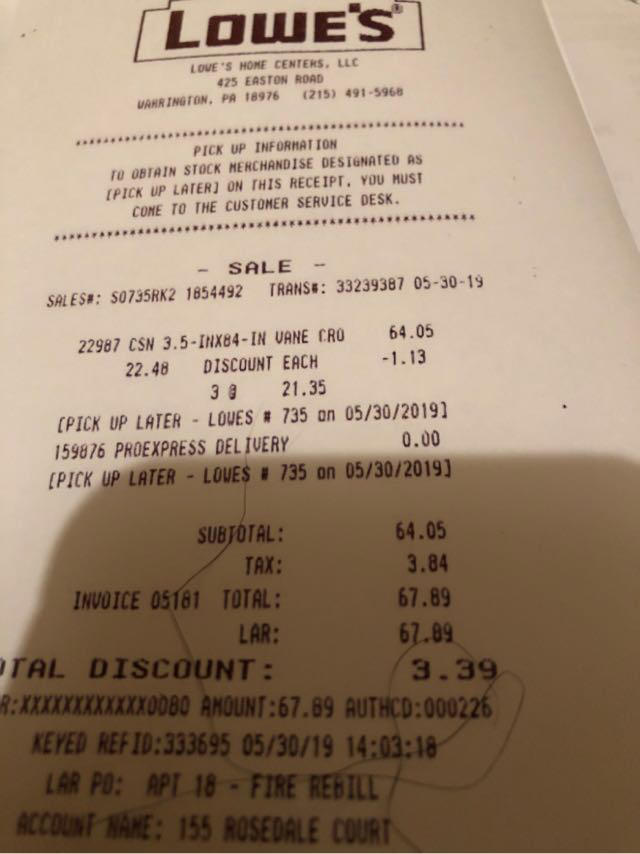 LOWE'S®
LOWE'S HOME CENTERS, LLC
425 EASTON ROAD
WARRINGTON, PA 18976 (215) 491-5968
PICK UP INFORMATION
TO OBTAIN STOCK MERCHANDISE DESIGNATED AS
[PICK UP LATER] ON THIS RECEIPT, YOU MUST
COME TO THE CUSTOMER SERVICE DESK.
- SALE -
SALES#: S0735RK2 1854492 TRANS#: 33239387 05-30-19
22987 CSN 3.5-INX84-IN VANE CRO 64.05
22.48 DISCOUNT EACH -1.13
3 @ 21.35
[PICK UP LATER - LOWES # 735 on 05/30/2019]
159876 PROEXPRESS DELIVERY 0.00
[PICK UP LATER - LOWES # 735 on 05/30/2019]
SUBTOTAL: 64.05
TAX: 3.84
INVOICE 05181 TOTAL: 67.89
LAR: 67.89
OTAL DISCOUNT: 3.39
R:XXXXXXXXXXXX0080 AMOUNT:67.89 AUTHCD:000226
KEYED REFID:333695 05/30/19 14:03:18
LAR PO: APT 18 - FIRE REBILL
ACCOUNT NAME: 155 ROSEDALE COURT